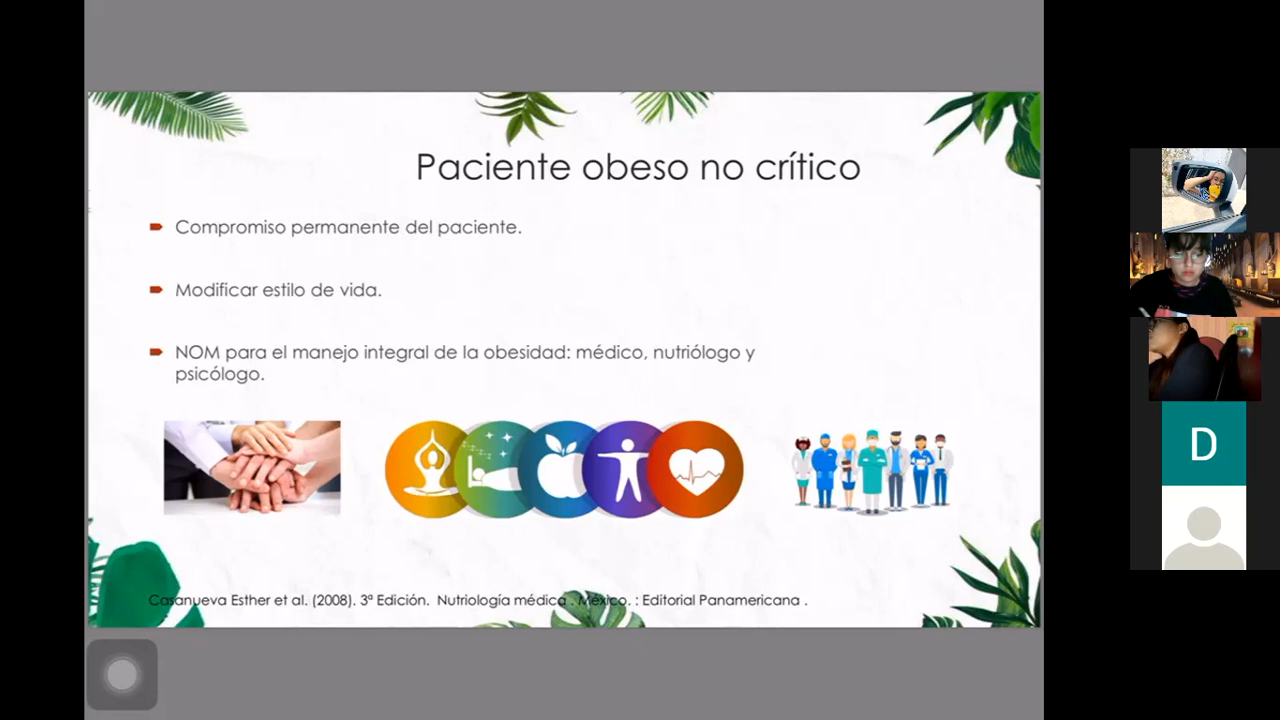 Paciente obeso no crítico
Compromiso permanente del paciente.
Modificar estilo de vida.
NOM para el manejo integral de la obesidad: médico, nutriólogo y
psicólogo.
Casanueva Esther et al. (2008). 3ª Edición. Nutriología médica . México. : Editorial Panamericana .
D